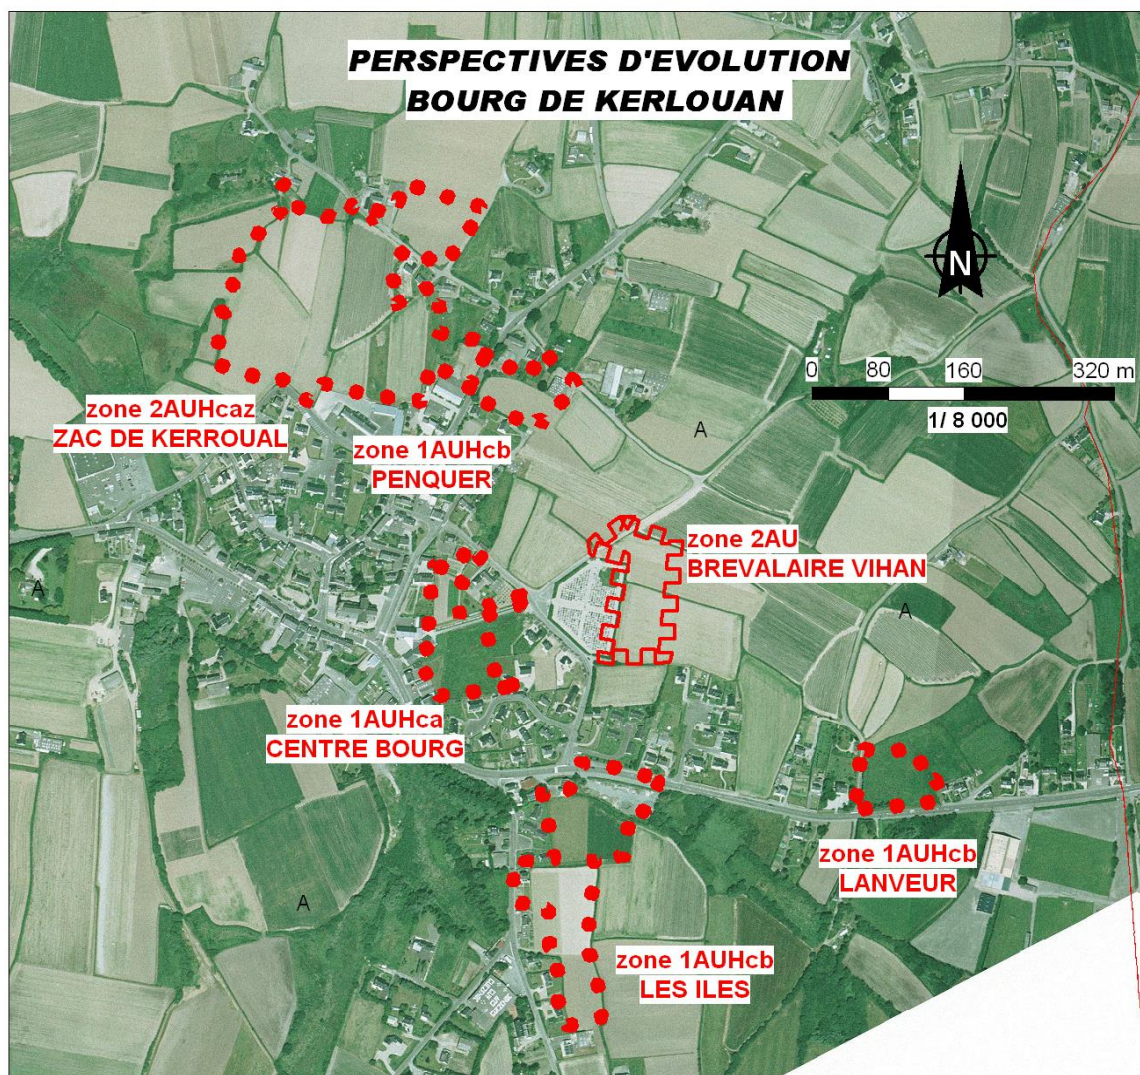 PERSPECTIVES D'EVOLUTION
BOURG DE KERLOUAN
N
0 80 160 320 m
1/ 8 000
zone 2AUHcaz
ZAC DE KERROUAL
zone 1AUHcb
PENQUER
A
zone 2AU
BREVALAIRE VIHAN
A
A
zone 1AUHca
CENTRE BOURG
zone 1AUHcb
LANVEUR
A
zone 1AUHcb
LES ILES